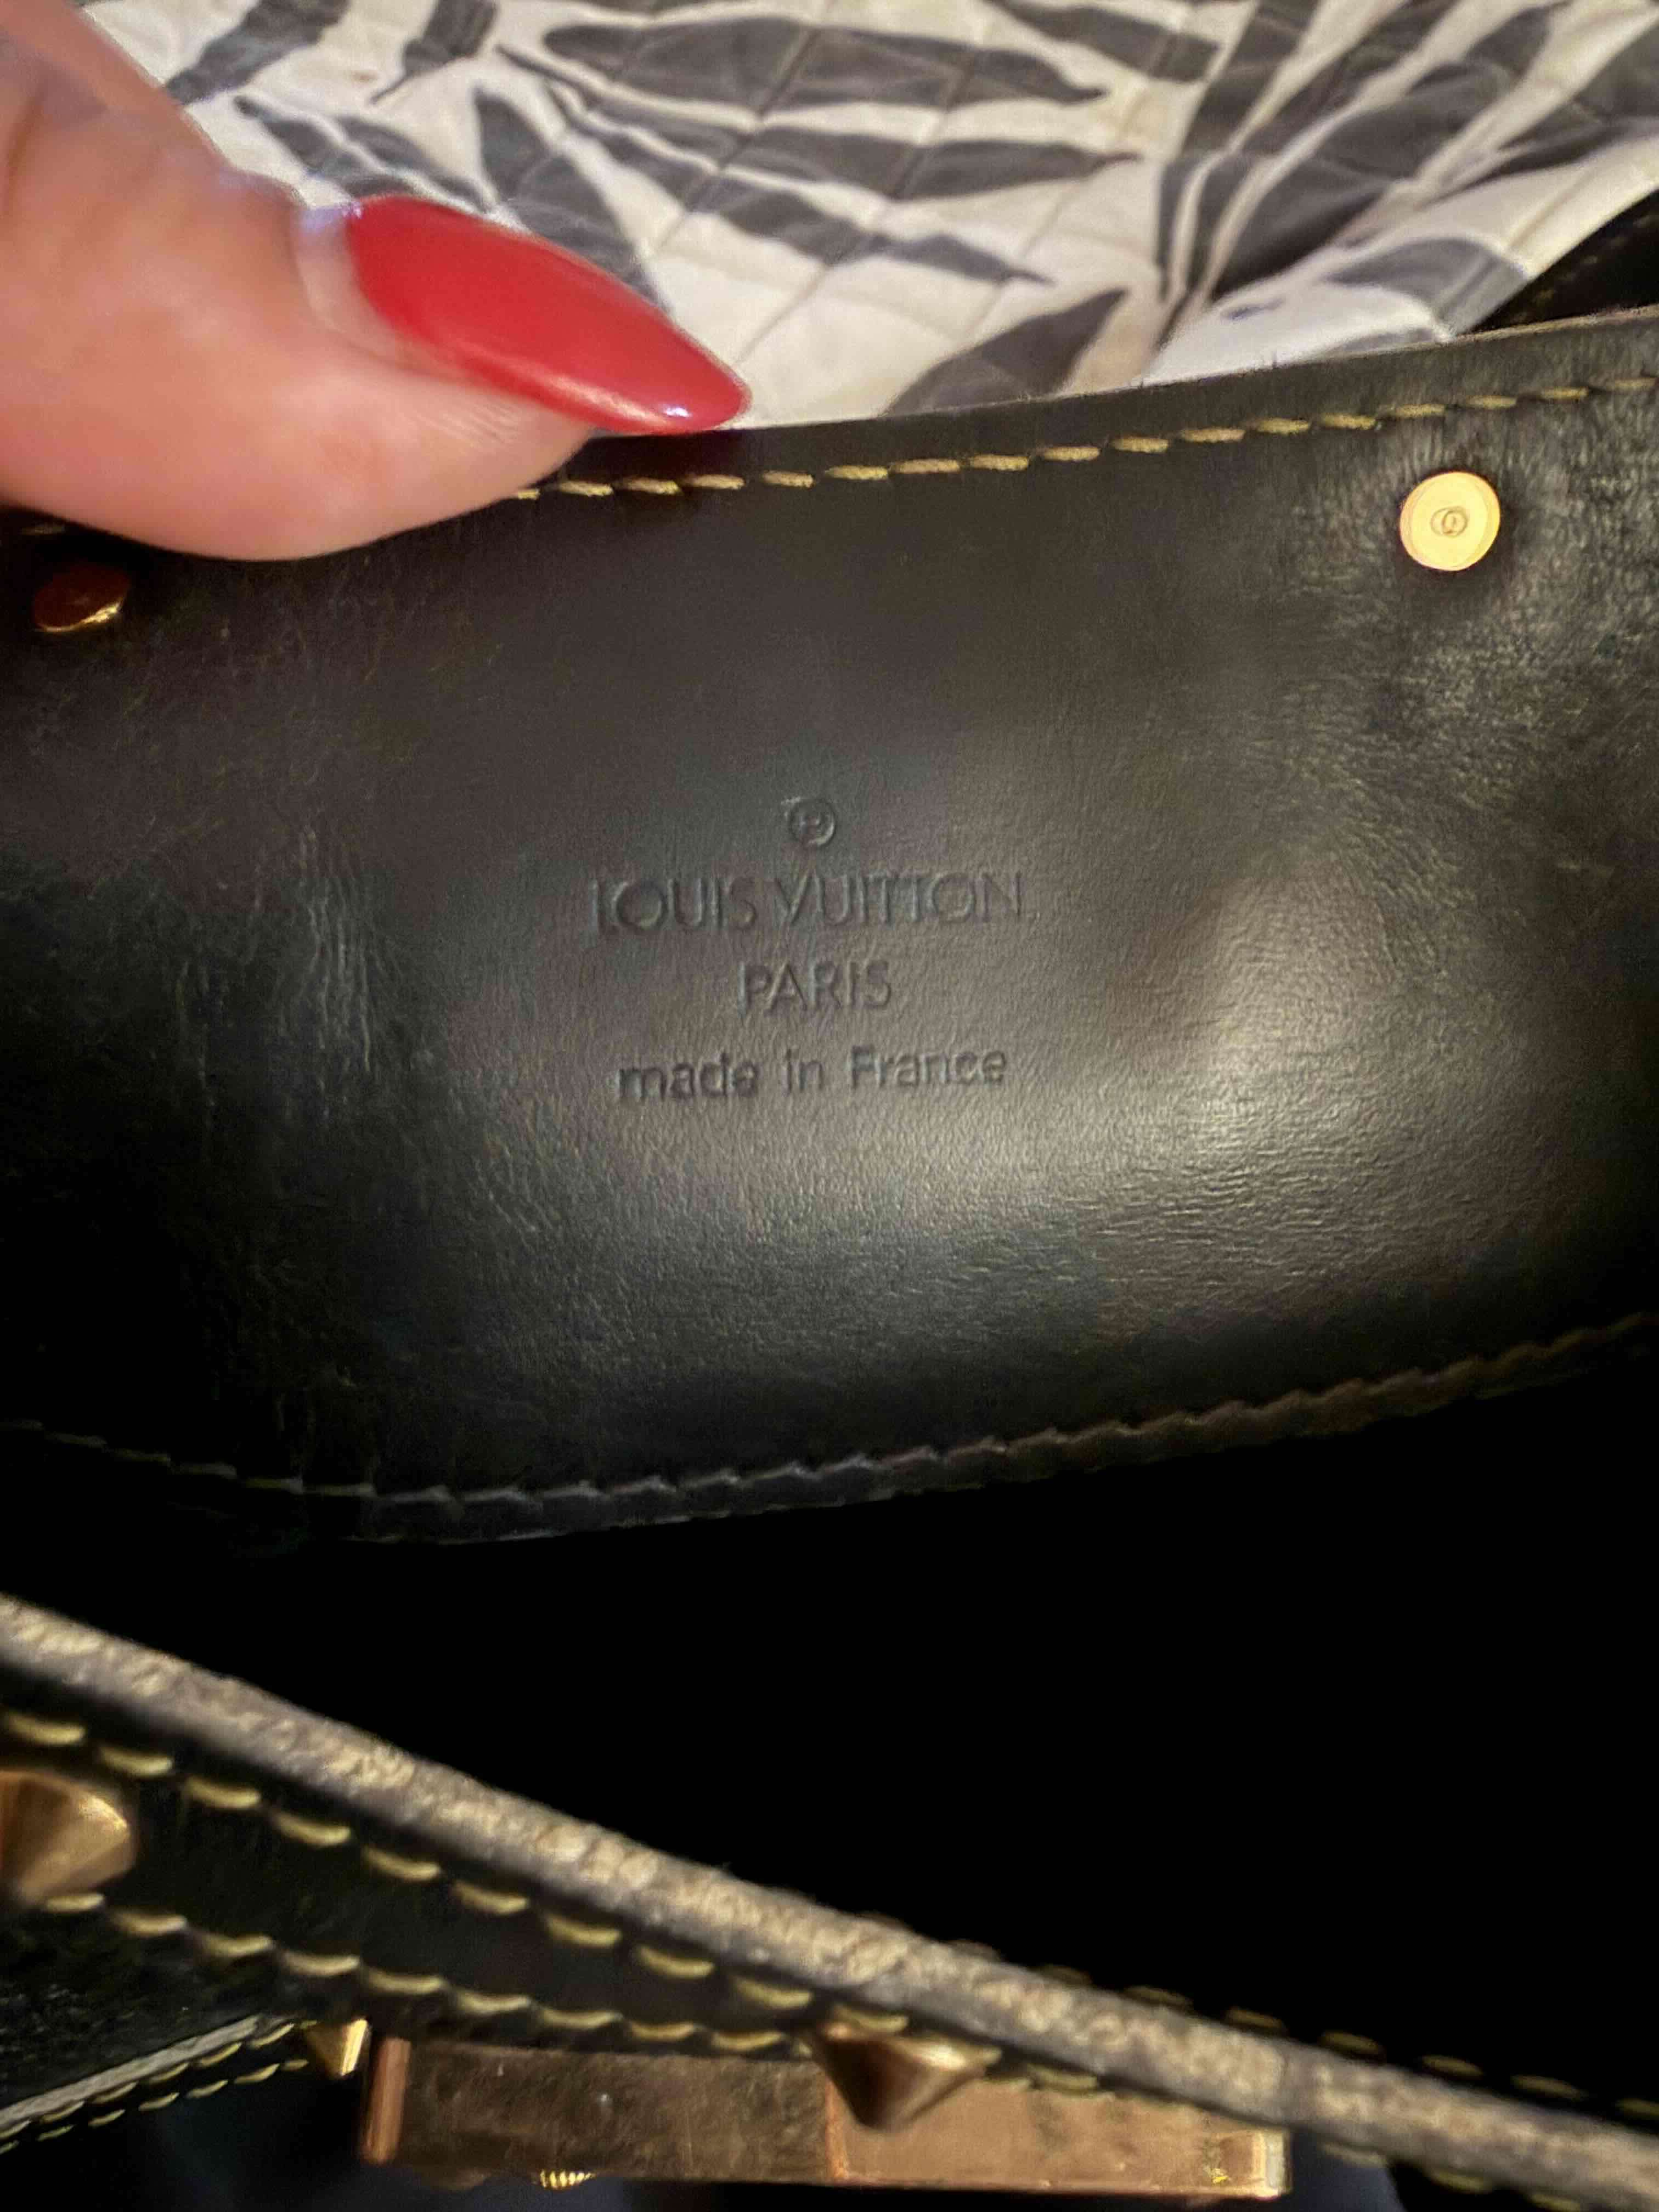 ®
LOUIS VUITTON
PARIS
made in France